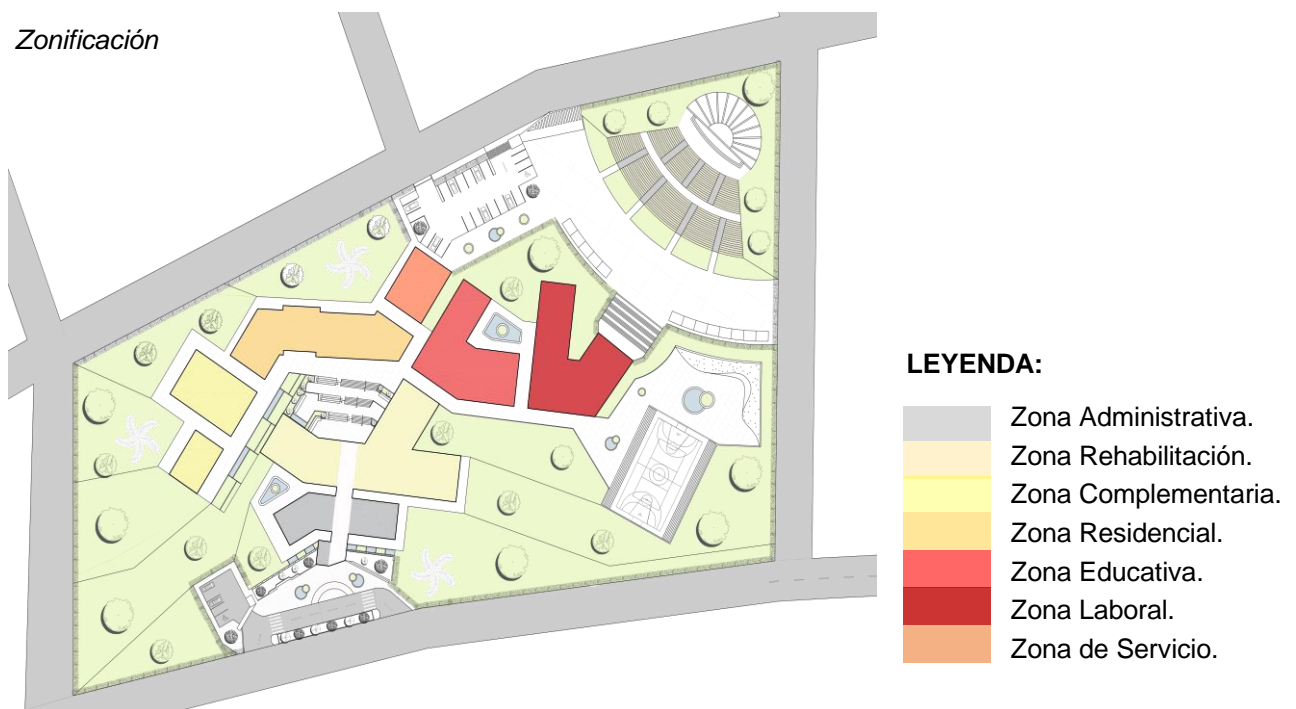 Zonificación
LEYENDA:
Zona Administrativa.
Zona Rehabilitación.
Zona Complementaria.
Zona Residencial.
Zona Educativa.
Zona Laboral.
Zona de Servicio.